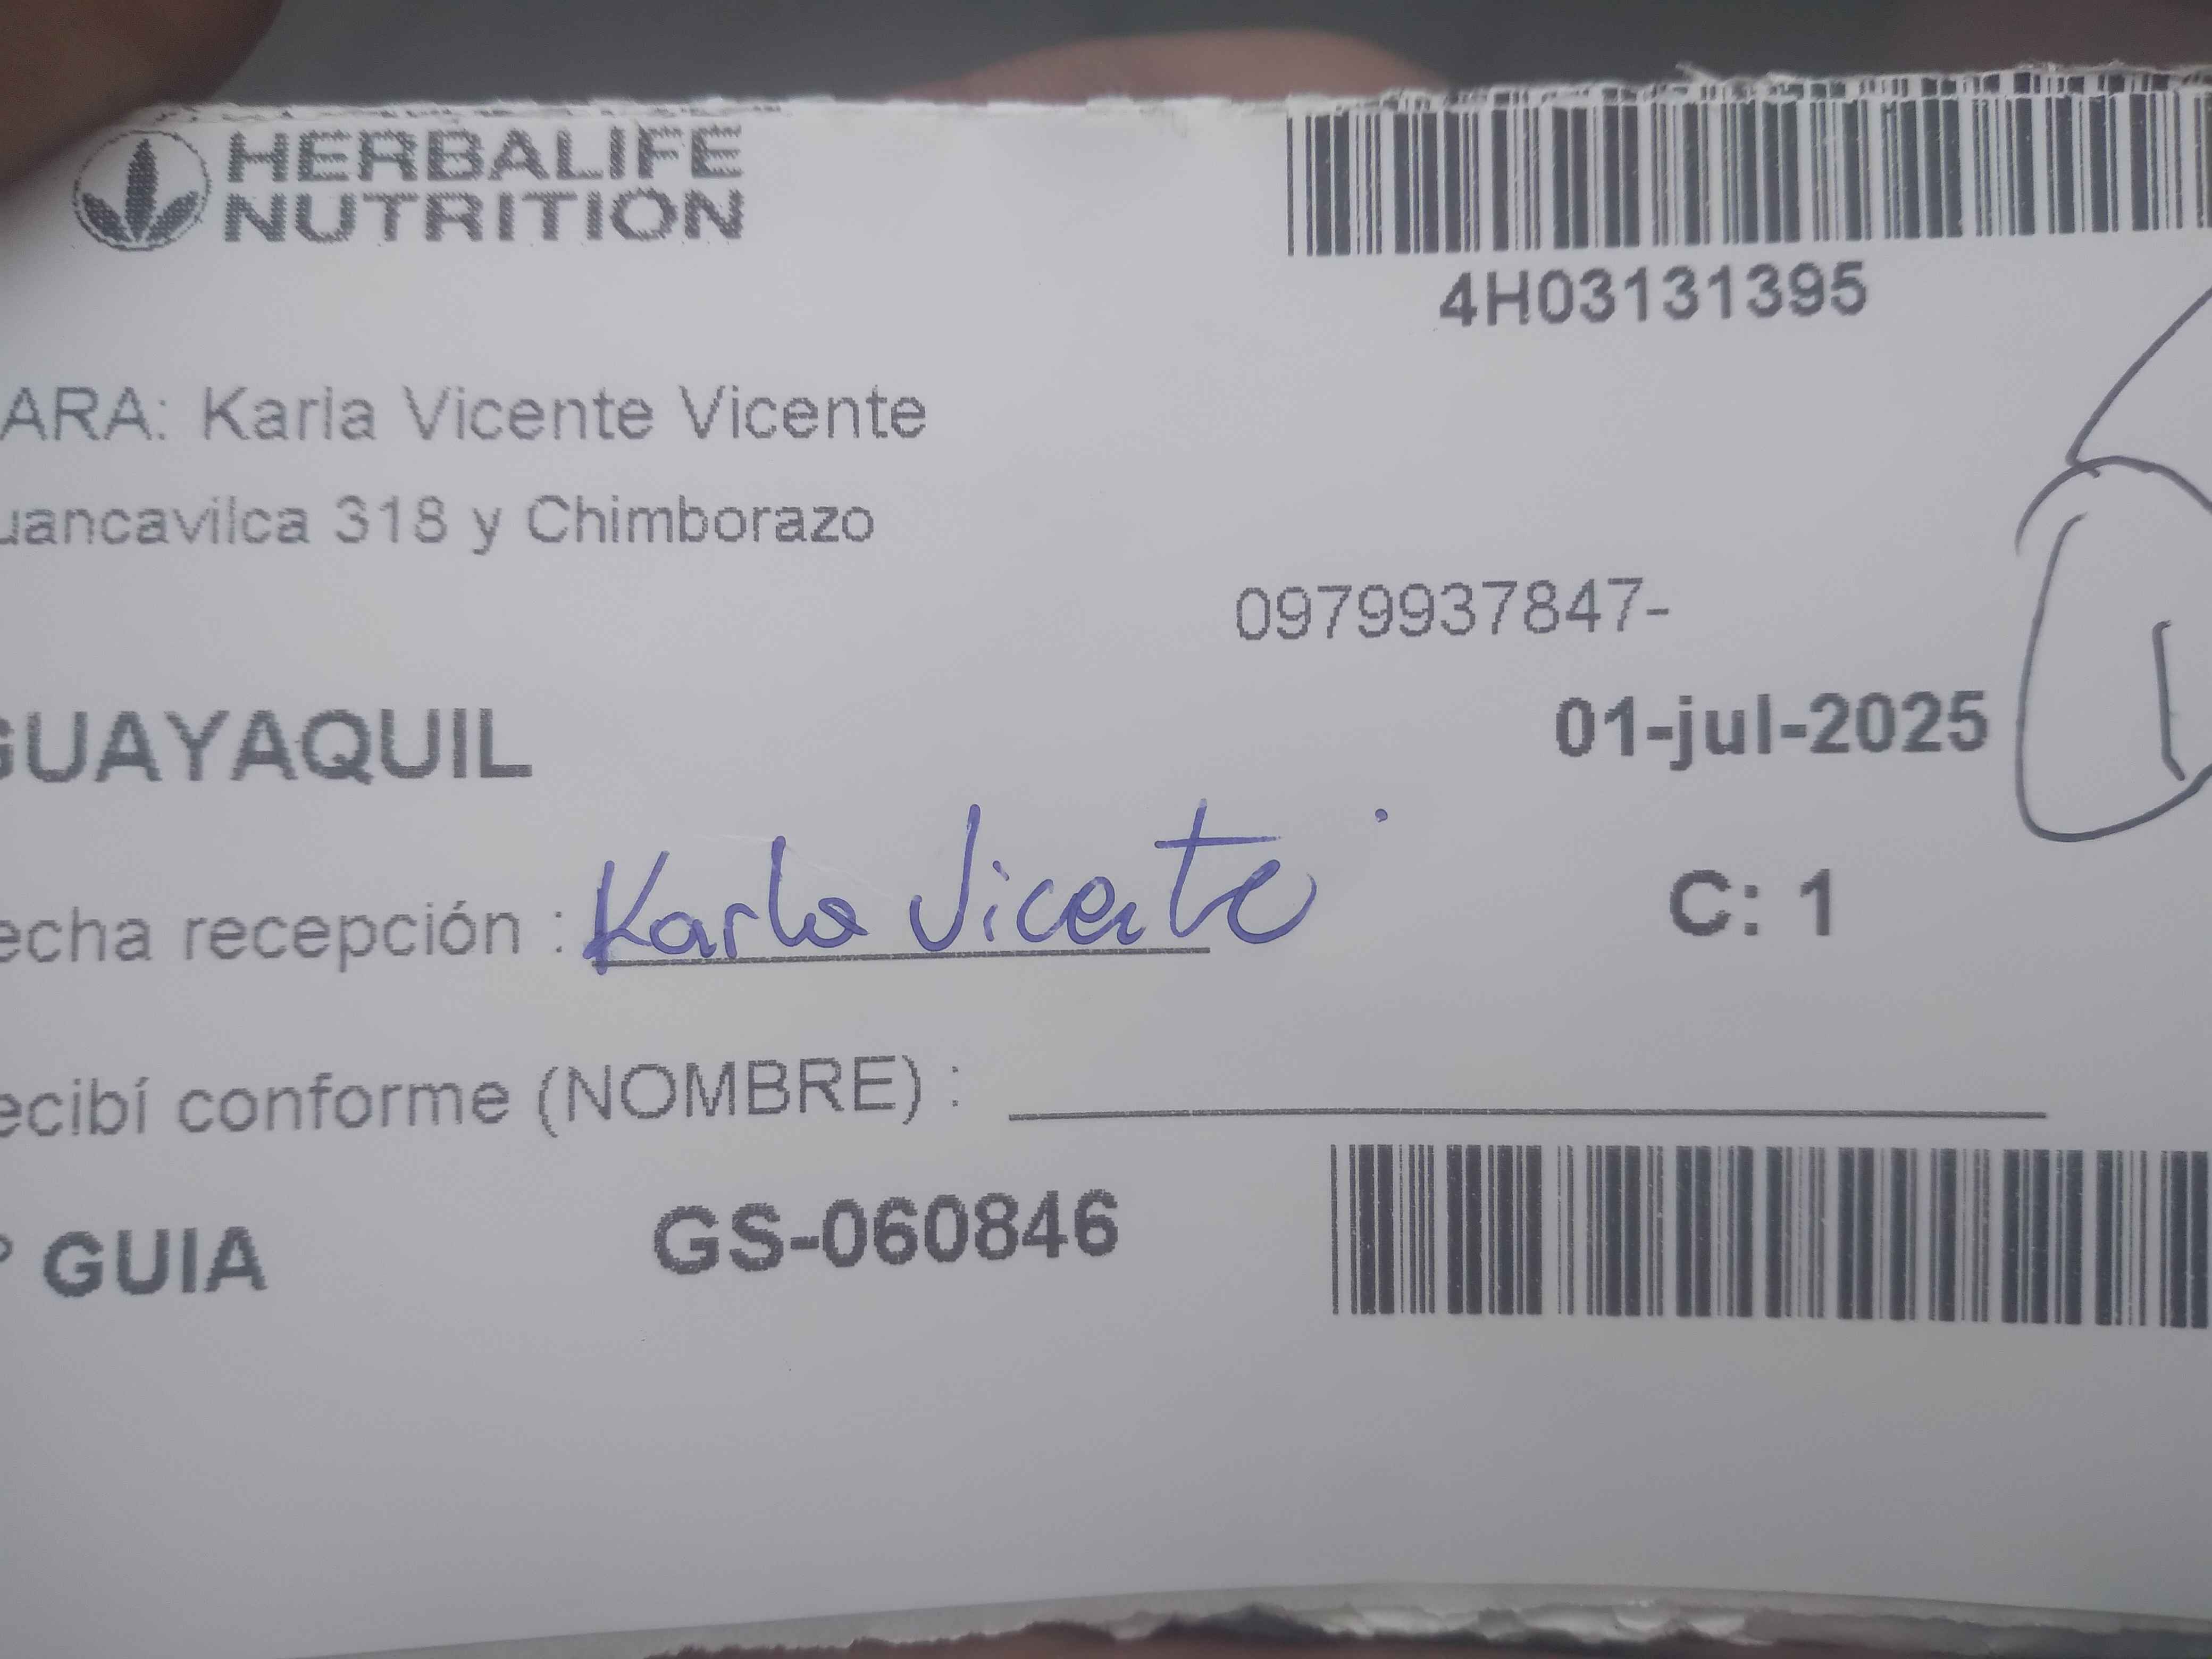 HERBALIFE
NUTRITION
4H03131395
ARA: Karla Vicente Vicente
uancavilca 318 y Chimborazo
0979937847-
GUAYAQUIL
01-jul-2025
echa recepción : Karla Vicente
C: 1
ecibí conforme (NOMBRE) :
° GUIA GS-060846